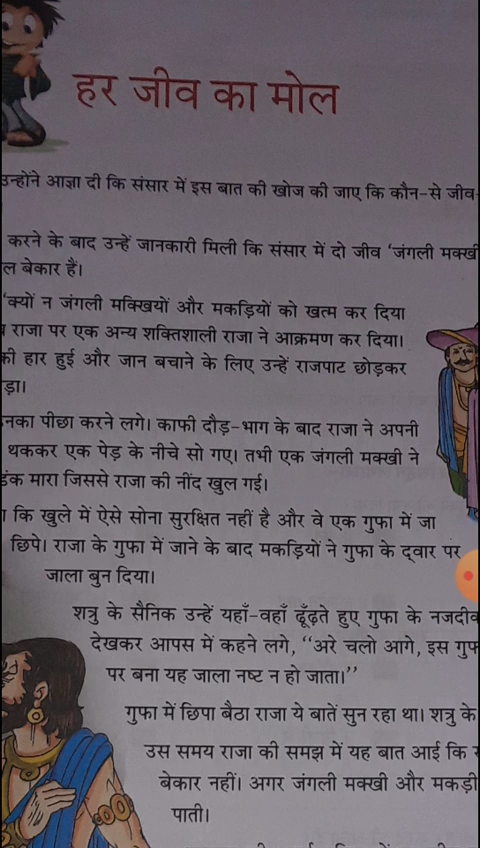 हर जीव का मोल
उन्होंने आज्ञा दी कि संसार में इस बात की खोज की जाए कि कौन-से जीव-
करने के बाद उन्हें जानकारी मिली कि संसार में दो जीव ‘जंगली मक्खी
बेकार हैं।
‘क्यों न जंगली मक्खियों और मकड़ियों को खत्म कर दिया
राजा पर एक अन्य शक्तिशाली राजा ने आक्रमण कर दिया।
की हार हुई और जान बचाने के लिए उन्हें राजपाट छोड़कर
पीछा करने लगे। काफी दौड़-भाग के बाद राजा ने अपनी
थककर एक पेड़ के नीचे सो गए। तभी एक जंगली मक्खी ने
डंक मारा जिससे राजा की नींद खुल गई।
कि खुले में ऐसे सोना सुरक्षित नहीं है और वे एक गुफा में जा
छिपे। राजा के गुफा में जाने के बाद मकड़ियों ने गुफा के द्वार पर
जाला बुन दिया।
शत्रु के सैनिक उन्हें यहाँ-वहाँ ढूँढ़ते हुए गुफा के नजदीक
देखकर आपस में कहने लगे, “अरे चलो आगे, इस
पर बना यह जाला नष्ट न हो जाता।”
गुफा में छिपा बैठा राजा ये बातें सुन रहा था। शत्रु के
उस समय राजा की समझ में यह बात आई कि
बेकार नहीं। अगर जंगली मक्खी और मकड़ी
पाती।